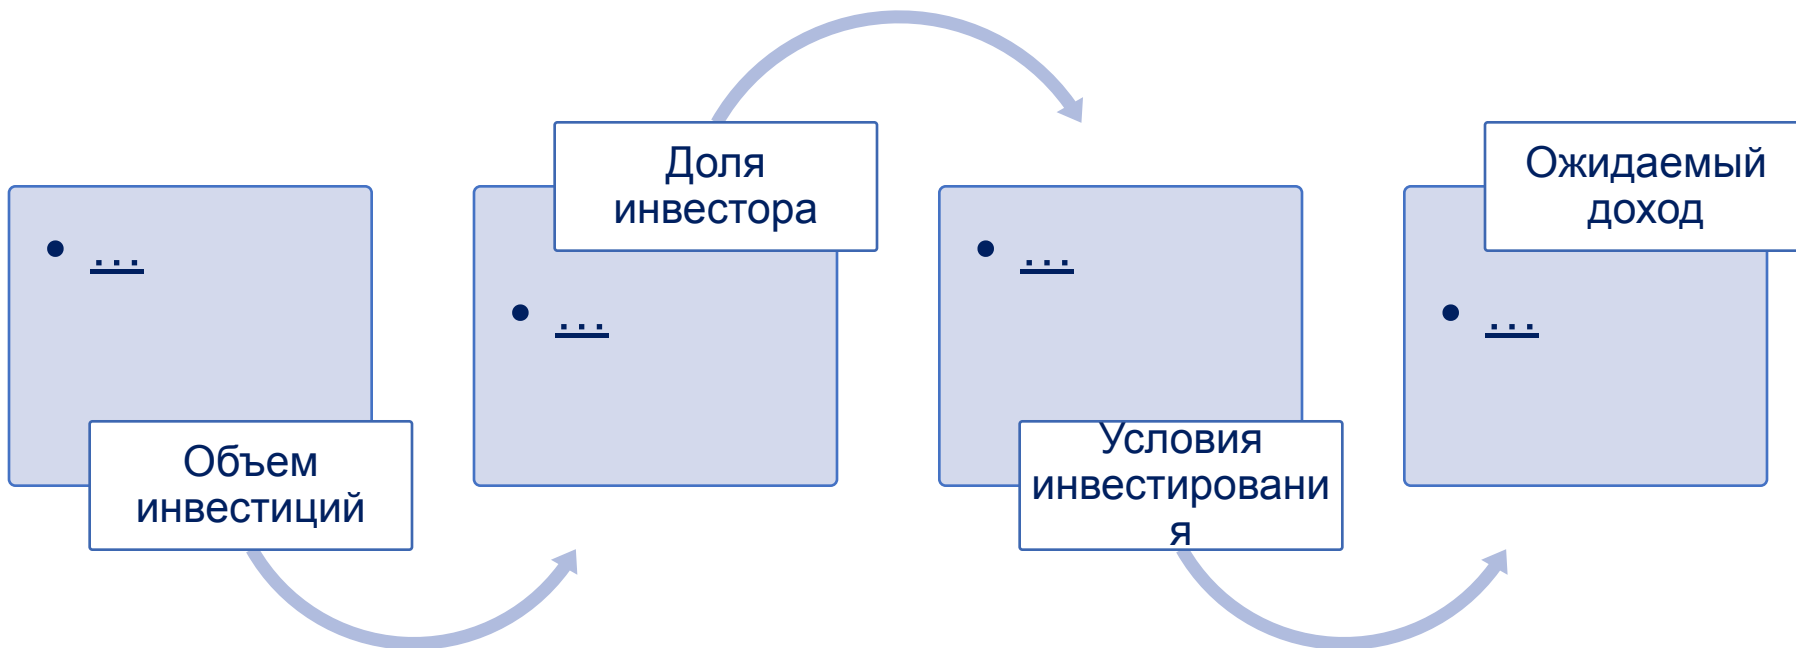 • ...
Объем
инвестиций
Доля
инвестора
• ...
• ...
Условия
инвестировани
я
Ожидаемый
доход
• ...